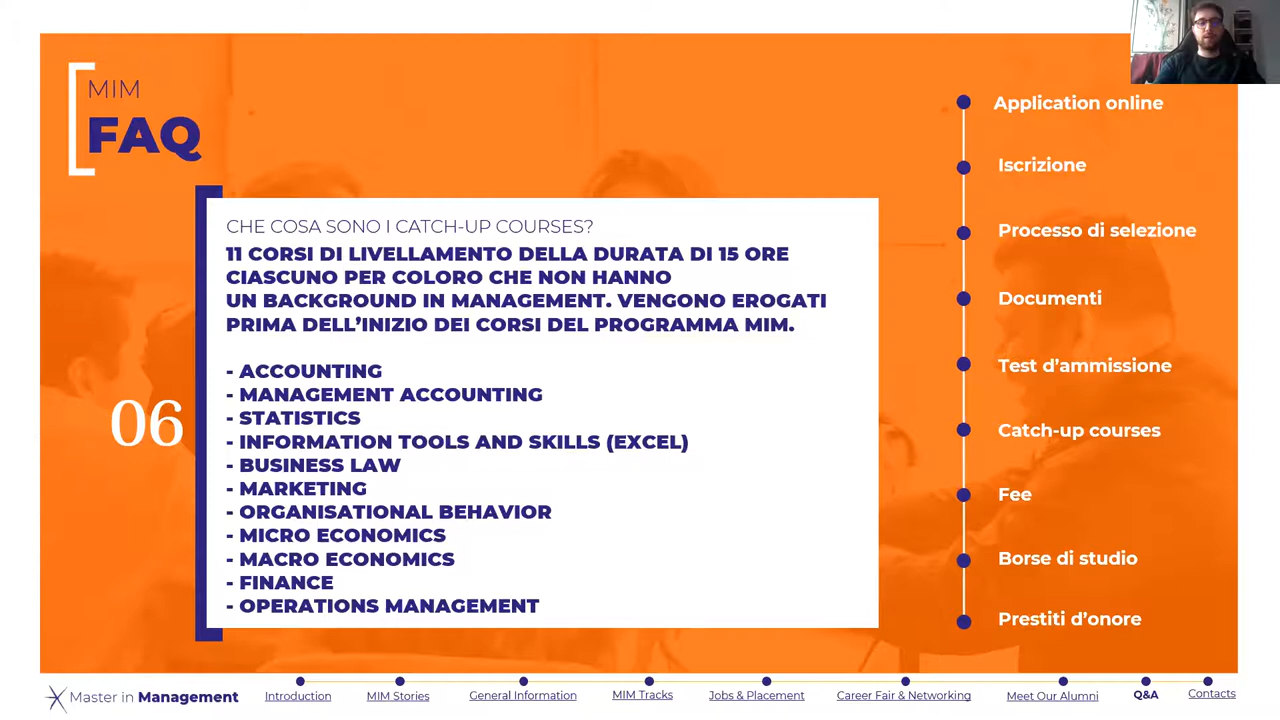 MIM
FAQ
06
CHE COSA SONO I CATCH-UP COURSES?
11 CORSI DI LIVELLAMENTO DELLA DURATA DI 15 ORE
CIASCUNO PER COLORO CHE NON HANNO
UN BACKGROUND IN MANAGEMENT. VENGONO EROGATI
PRIMA DELL’INIZIO DEI CORSI DEL PROGRAMMA MIM.
- ACCOUNTING
- MANAGEMENT ACCOUNTING
- STATISTICS
- INFORMATION TOOLS AND SKILLS (EXCEL)
- BUSINESS LAW
- MARKETING
- ORGANISATIONAL BEHAVIOR
- MICRO ECONOMICS
- MACRO ECONOMICS
- FINANCE
- OPERATIONS MANAGEMENT
Application online
Iscrizione
Processo di selezione
Documenti
Test d’ammissione
Catch-up courses
Fee
Borse di studio
Prestiti d’onore
Master in Management
Introduction
MIM Stories
General Information
MIM Tracks
Jobs & Placement
Career Fair & Networking
Meet Our Alumni
Q&A
Contacts